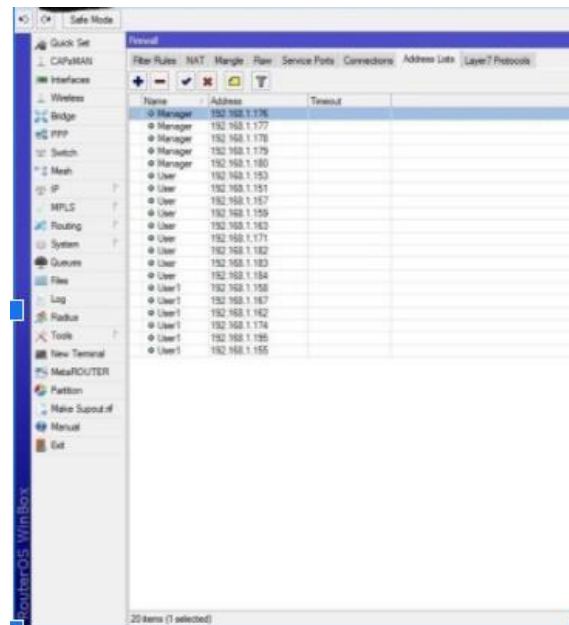 Safe Mode
Quick Set
CAPsMAN
Interfaces
Wireless
Bridge
PPP
Switch
Mesh
IP
MPLS
Routing
System
Queues
Files
Log
Radius
Tools
New Terminal
MetaROUTER
Partition
Make Supout.rif
Manual
Exit
RouterOS WinBox
Firewall
Filter Rules NAT Mangle Raw Service Ports Connections Address Lists Layer7 Protocols
Name Address Timeout
Manager 192.168.1.176
Manager 192.168.1.177
Manager 192.168.1.178
Manager 192.168.1.179
Manager 192.168.1.180
User 192.168.1.153
User 192.168.1.151
User 192.168.1.157
User 192.168.1.159
User 192.168.1.163
User 192.168.1.171
User 192.168.1.182
User 192.168.1.183
User 192.168.1.184
User1 192.168.1.158
User1 192.168.1.167
User1 192.168.1.162
User1 192.168.1.174
User1 192.168.1.195
User1 192.168.1.155
20 items (1 selected)